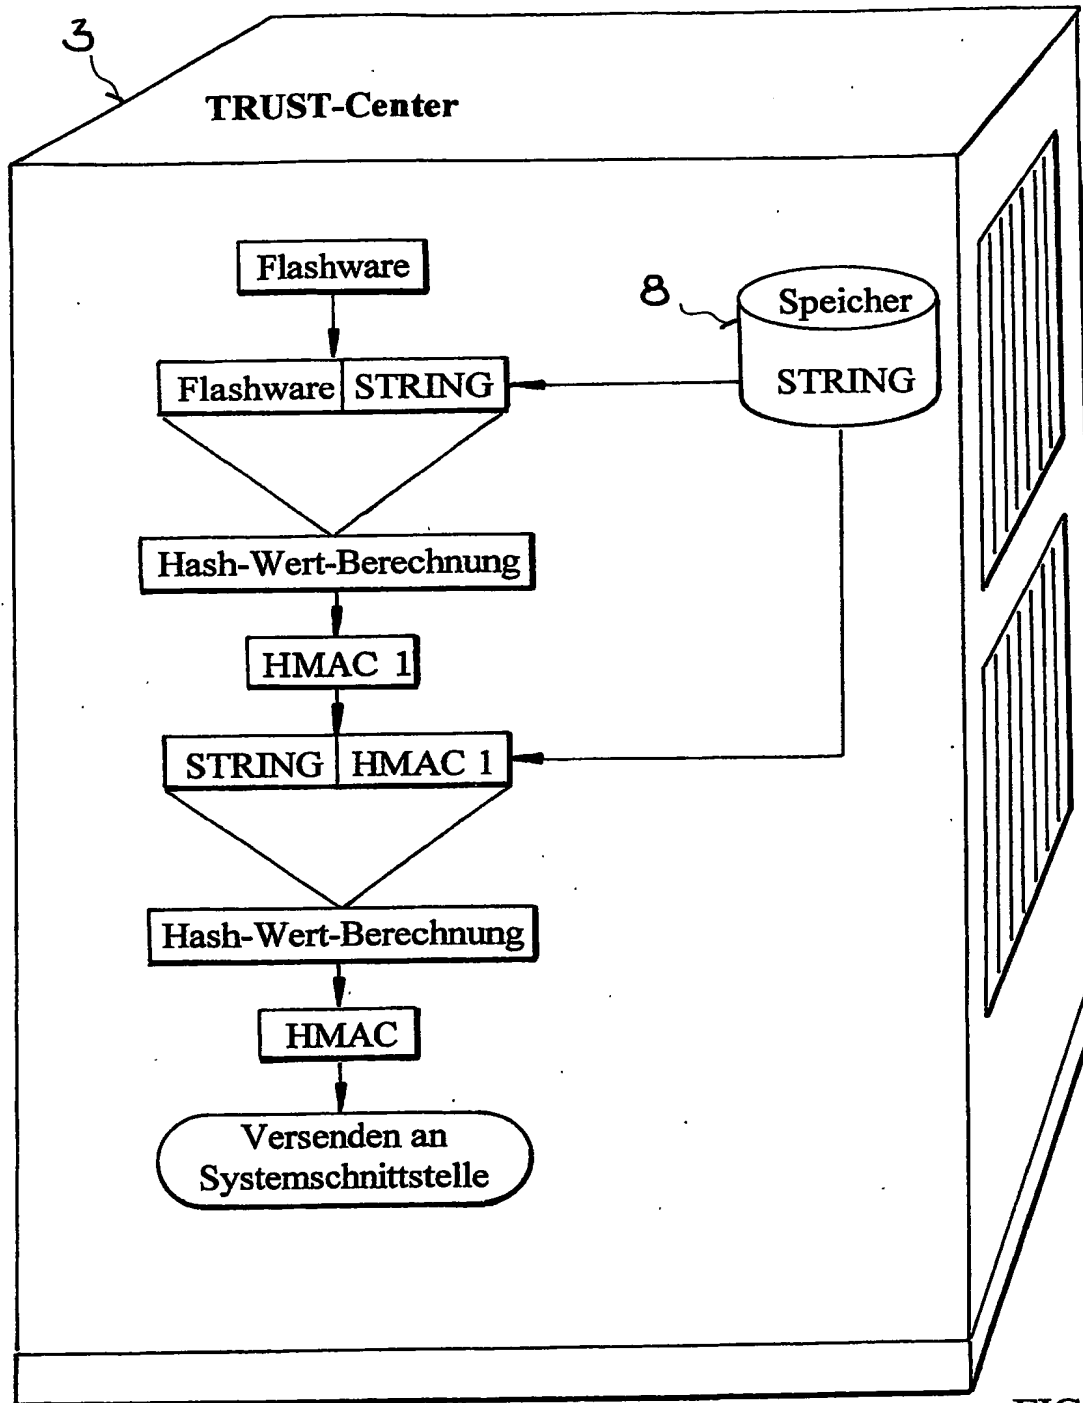 3
TRUST-Center
Flashware
8
Speicher
STRING
Flashware STRING
Hash-Wert-Berechnung
HMAC 1
STRING HMAC 1
Hash-Wert-Berechnung
HMAC
Versenden an
Systemschnittstelle
FIG